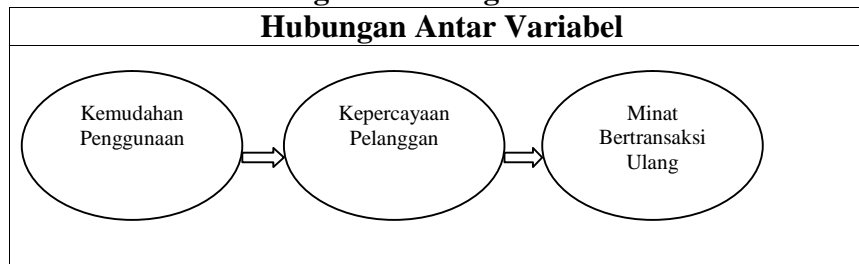 Hubungan Antar Variabel
Kemudahan
Penggunaan
Kepercayaan
Pelanggan
Minat
Bertransaksi
Ulang